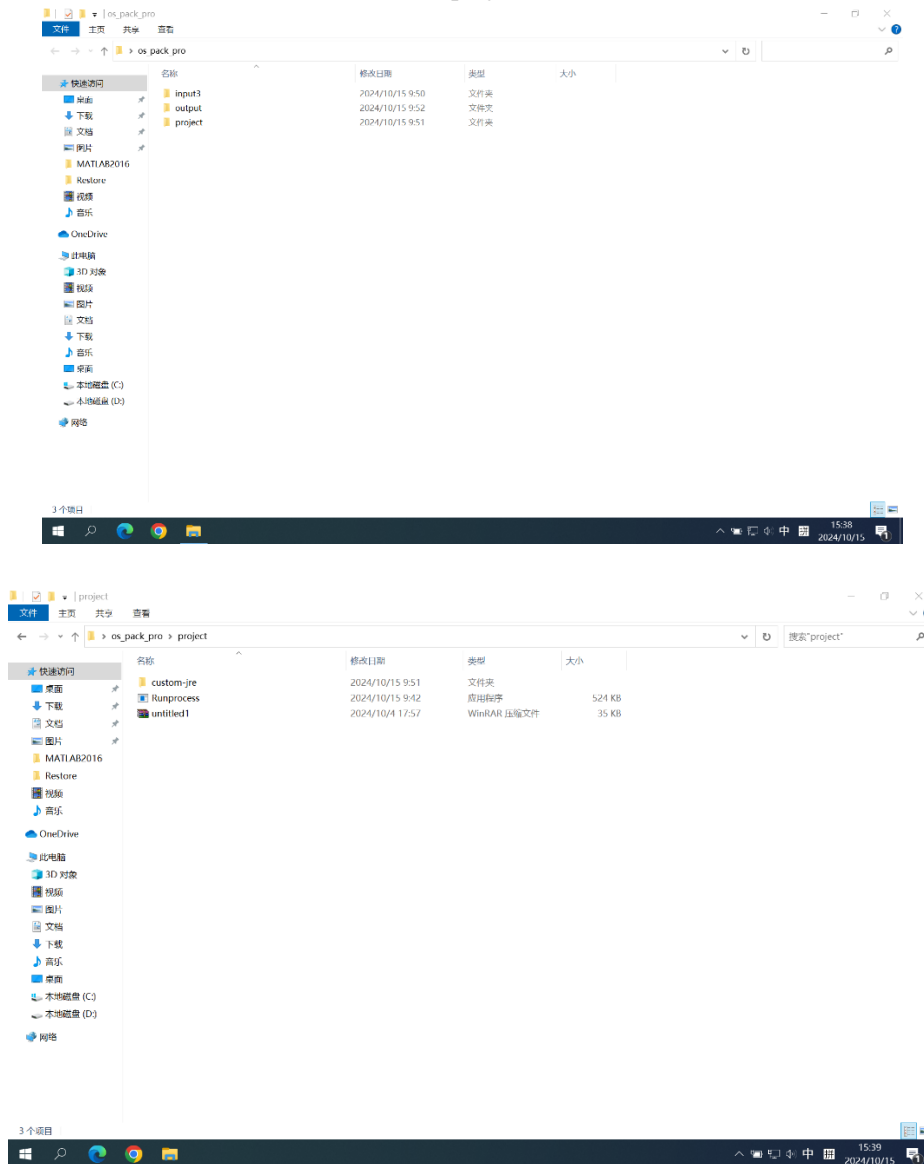 os_pack_pro
文件 主页 共享 查看
os pack pro
名称 修改日期 类型 大小
快速访问
桌面
下载
文档
图片
MATLAB2016
Restore
视频
音乐
OneDrive
此电脑
3D 对象
视频
图片
文档
下载
音乐
桌面
本地磁盘 (C:)
本地磁盘 (D:)
网络
input3 2024/10/15 9:50 文件夹
output 2024/10/15 9:52 文件夹
project 2024/10/15 9:51 文件夹
3 个项目
中 拼 15:38
2024/10/15
project
文件 主页 共享 查看
os_pack_pro project 搜索"project"
名称 修改日期 类型 大小
快速访问
桌面
下载
文档
图片
MATLAB2016
Restore
视频
音乐
OneDrive
此电脑
3D 对象
视频
图片
文档
下载
音乐
桌面
本地磁盘 (C:)
本地磁盘 (D:)
网络
custom-jre 2024/10/15 9:51 文件夹
Runprocess 2024/10/15 9:42 应用程序 524 KB
untitled1 2024/10/4 17:57 WinRAR 压缩文件 35 KB
3 个项目
中 拼 15:39
2024/10/15